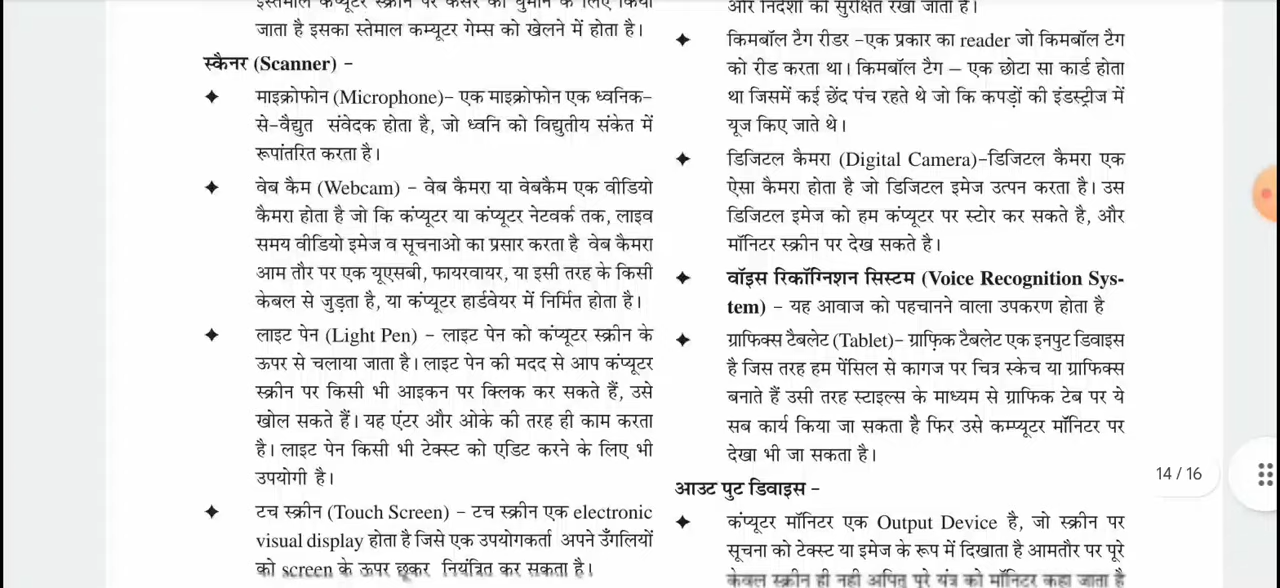 इस्तेमाल कंप्यूटर स्क्रीन पर कर्सर को घुमाने के लिए किया
जाता है इसका स्तेमाल कम्यूटर गेम्स को खेलने में होता है।
स्कैनर (Scanner) –
माइक्रोफोन (Microphone)– एक माइक्रोफोन एक ध्वनिक–
से–वैद्युत संवेदक होता है, जो ध्वनि को विद्युतीय संकेत में
रूपांतरित करता है।
वेब कैम (Webcam) – वेब कैमरा या वेबकैम एक वीडियो
कैमरा होता है जो कि कंप्यूटर या कंप्यूटर नेटवर्क तक, लाइव
समय वीडियो इमेज व सूचनाओ का प्रसार करता है वेब कैमरा
आम तौर पर एक यूएसबी, फायरवायर, या इसी तरह के किसी
केबल से जुड़ता है, या कंप्यूटर हार्डवेयर में निर्मित होता है।
लाइट पेन (Light Pen) – लाइट पेन को कंप्यूटर स्क्रीन के
ऊपर से चलाया जाता है। लाइट पेन की मदद से आप कंप्यूटर
स्क्रीन पर किसी भी आइकन पर क्लिक कर सकते हैं, उसे
खोल सकते हैं। यह एंटर और ओके की तरह ही काम करता
है। लाइट पेन किसी भी टेक्स्ट को एडिट करने के लिए भी
उपयोगी है।
टच स्क्रीन (Touch Screen) – टच स्क्रीन एक electronic
visual display होता है जिसे एक उपयोगकर्ता अपने उँगलियों
को screen के ऊपर छूकर नियंत्रित कर सकता है।
और निर्देशों को सुरक्षित रखा जाता है।
किमबॉल टैग रीडर –एक प्रकार का reader जो किमबॉल टैग
को रीड करता था। किमबॉल टैग – एक छोटा सा कार्ड होता
था जिसमें कई छेंद पंच रहते थे जो कि कपड़ों की इंडस्ट्रीज में
यूज किए जाते थे।
डिजिटल कैमरा (Digital Camera)–डिजिटल कैमरा एक
ऐसा कैमरा होता है जो डिजिटल इमेज उत्पन करता है। उस
डिजिटल इमेज को हम कंप्यूटर पर स्टोर कर सकते है, और
मॉनिटर स्क्रीन पर देख सकते है।
वॉइस रिकॉग्निशन सिस्टम (Voice Recognition Sys-
tem) – यह आवाज को पहचानने वाला उपकरण होता है
ग्राफिक्स टैबलेट (Tablet)– ग्राफ़िक टैबलेट एक इनपुट डिवाइस
है जिस तरह हम पेंसिल से कागज पर चित्र स्केच या ग्राफिक्स
बनाते हैं उसी तरह स्टाइल्स के माध्यम से ग्राफिक टेब पर ये
सब कार्य किया जा सकता है फिर उसे कम्प्यूटर मॉनिटर पर
देखा भी जा सकता है।
आउट पुट डिवाइस –
कंप्यूटर मॉनिटर एक Output Device है, जो स्क्रीन पर
सूचना को टेक्स्ट या इमेज के रूप में दिखाता है आमतौर पर पूरे
केवल स्क्रीन ही नही अपितु पूरे यंत्र को मॉनिटर कहा जाता है
14 / 16